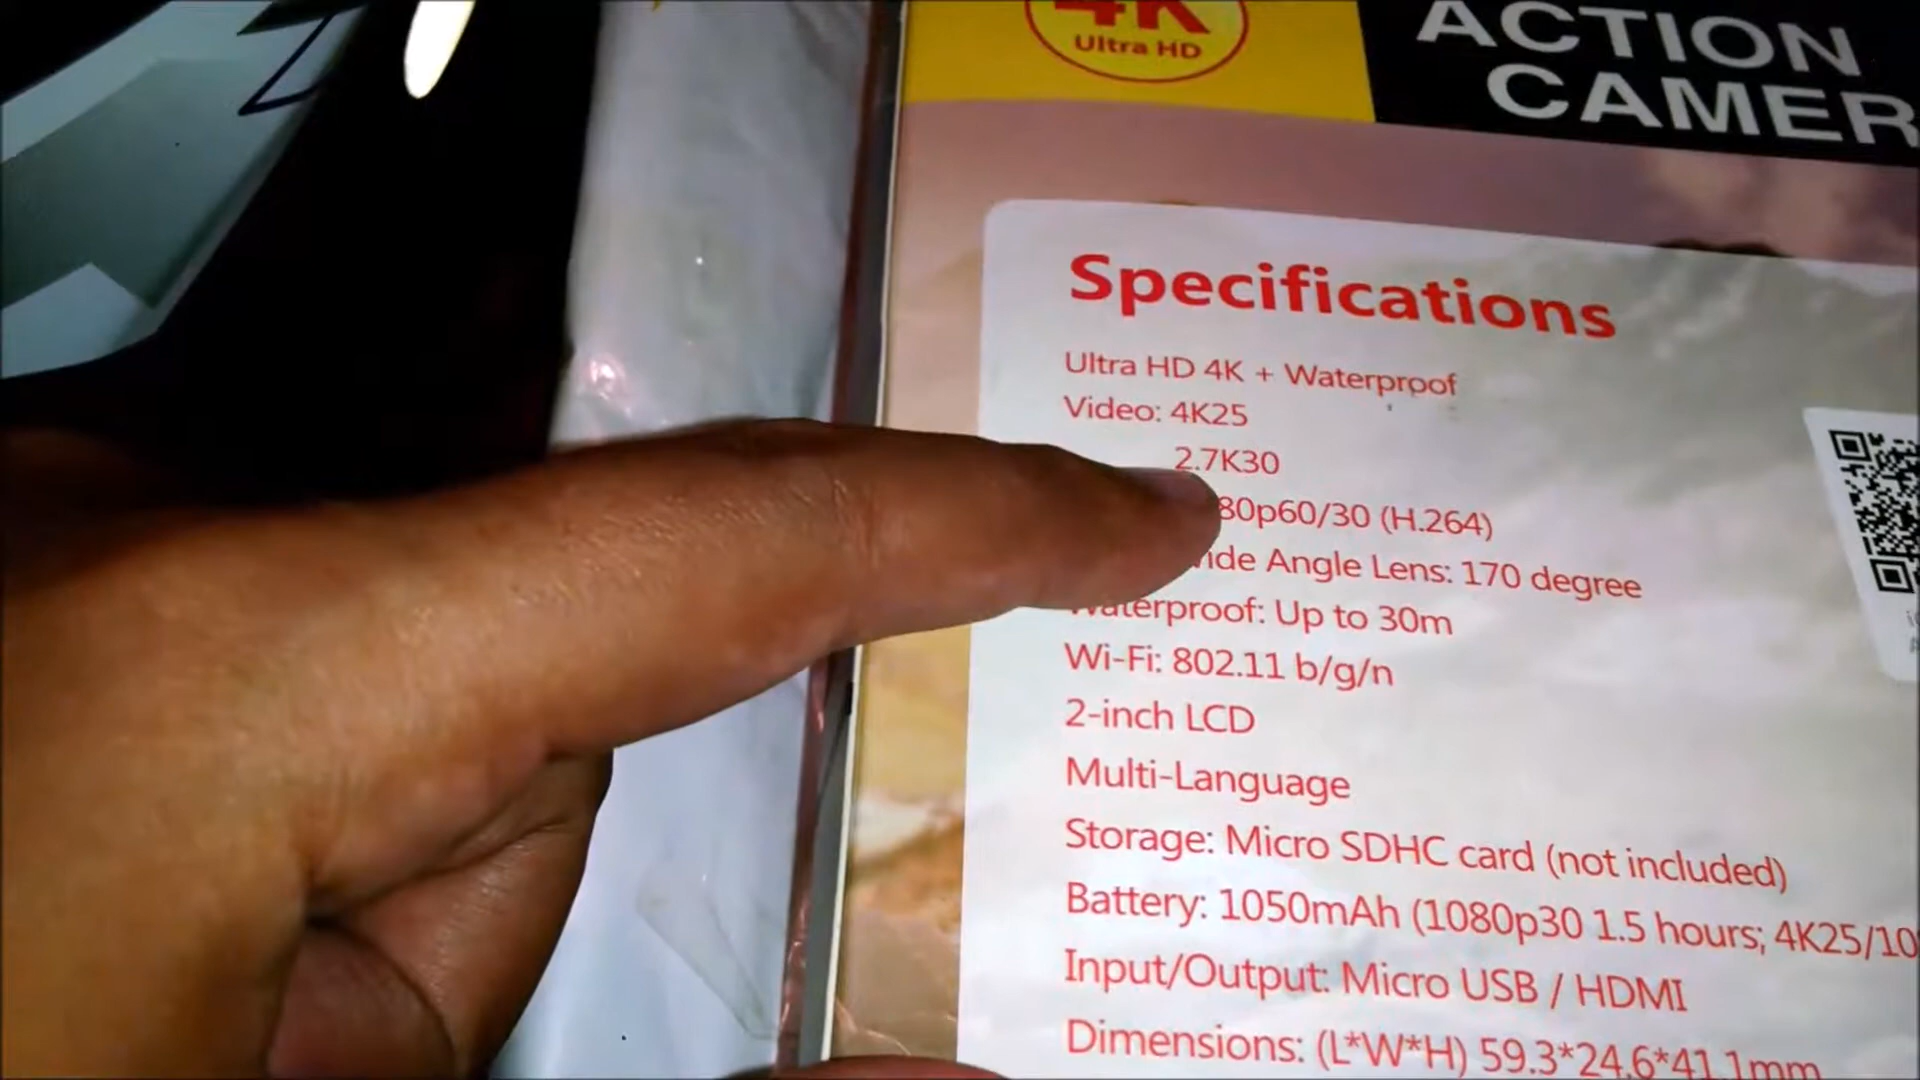 4K
Ultra HD
ACTION
CAMER
Specifications
Ultra HD 4K + Waterproof
Video: 4K25
2.7K30
80p60/30 (H.264)
ide Angle Lens: 170 degree
Waterproof: Up to 30m
Wi-Fi: 802.11 b/g/n
2-inch LCD
Multi-Language
Storage: Micro SDHC card (not included)
Battery: 1050mAh (1080p30 1.5 hours; 4K25/10
Input/Output: Micro USB / HDMI
Dimensions: (L*W*H) 59.3*24.6*41.1mm